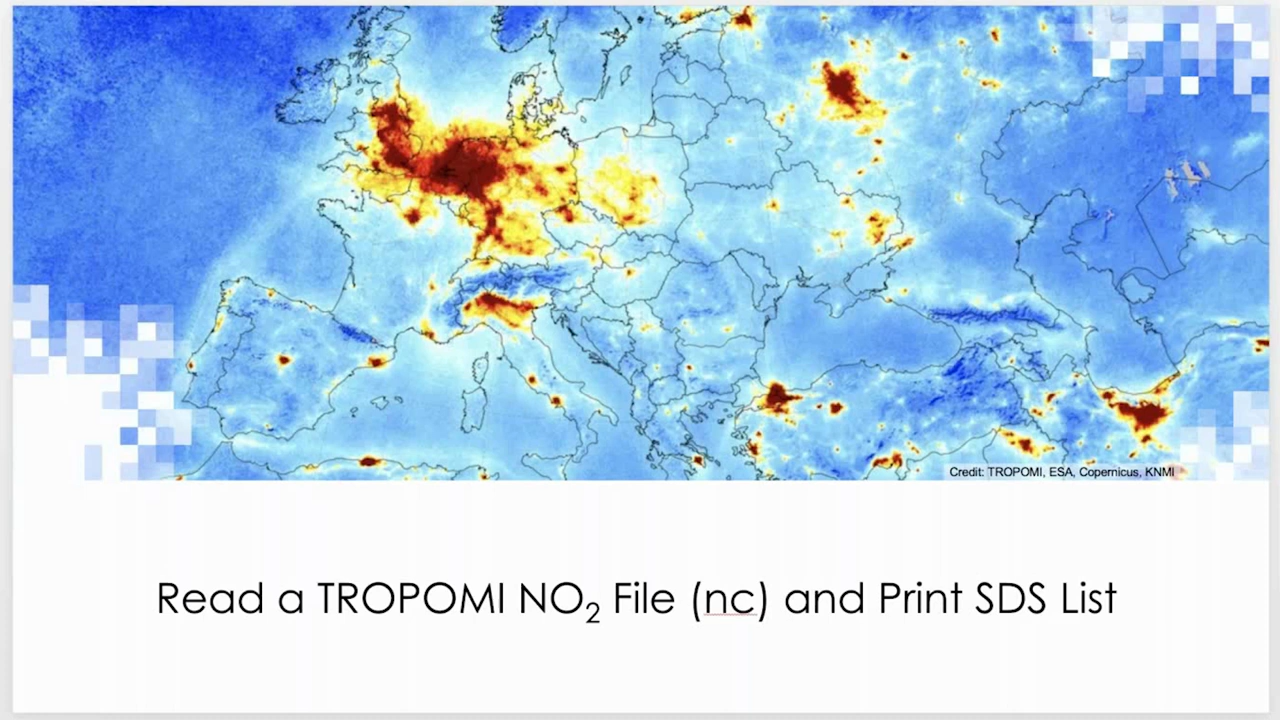 Credit: TROPOMI, ESA, Copernicus, KNMI
Read a TROPOMI NO₂ File (nc) and Print SDS List